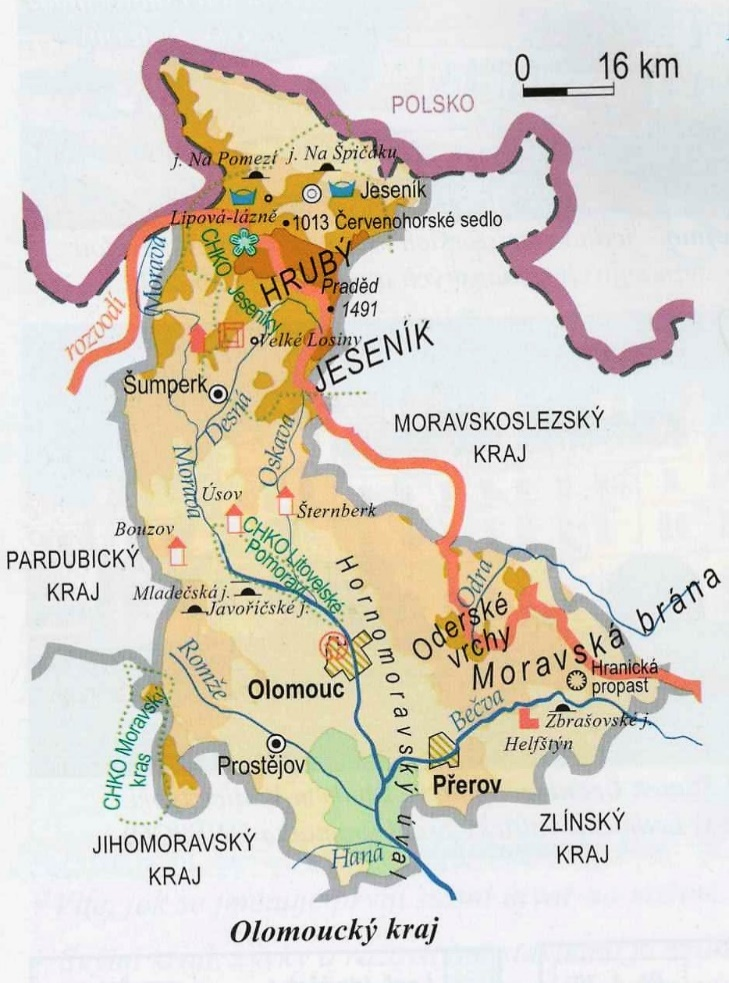 0 16 km
POLSKO
j. Na Pomezí
j. Na Špičáku
Jeseník
Lipová-lázně
1013 Červenohorské sedlo
CHKO Jeseníky
HRUBÝ
JESENÍK
Praděd
1491
Morava
rozvodí
Velké Losiny
Šumperk
Desná
Oskava
Morava
MORAVSKOSLEZSKÝ
KRAJ
Úsov
Šternberk
Bouzov
CHKO Litovelské
Pomoraví
PARDUBICKÝ
KRAJ
Mladečská j.
Javoříčské j.
Hornomoravský úval
Odra
Oderské
vrchy
Moravská brána
Hranická
propast
Romže
Olomouc
Bečva
Zbrašovské j.
Helfštýn
CHKO Moravský
kras
Prostějov
Přerov
JIHOMORAVSKÝ
KRAJ
ZLÍNSKÝ
KRAJ
Haná
Olomoucký kraj